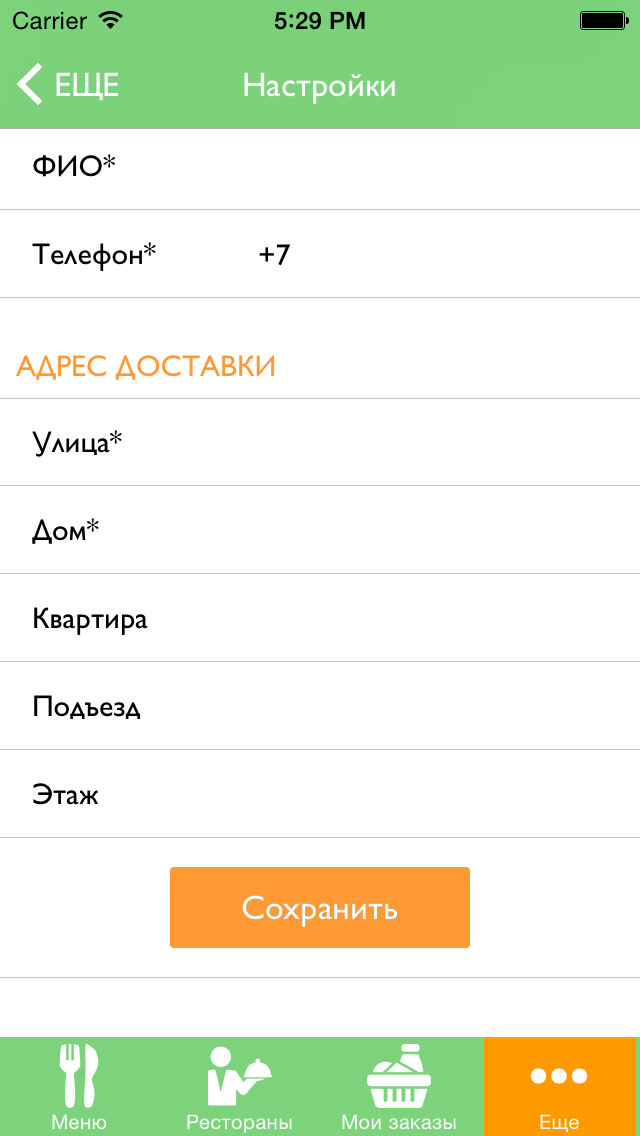 Carrier 5:29 PM
ЕЩЕ Настройки
ФИО*
Телефон* +7
АДРЕС ДОСТАВКИ
Улица*
Дом*
Квартира
Подъезд
Этаж
Сохранить
Меню Рестораны Мои заказы Еще